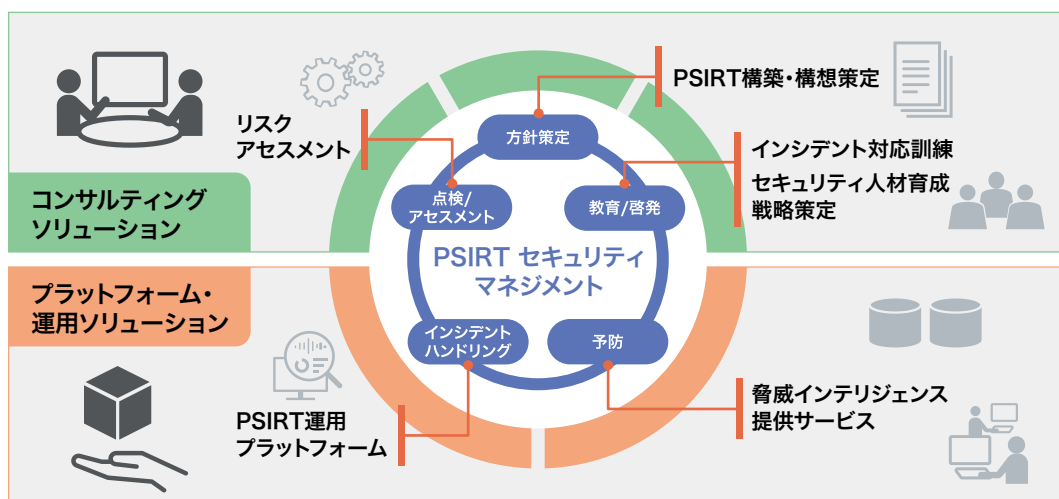 PSIRT構築・構想策定
リスク
アセスメント
方針策定
インシデント対応訓練
セキュリティ人材育成
戦略策定
点検/
アセスメント
教育/啓発
コンサルティング
ソリューション
PSIRT セキュリティ
マネジメント
プラットフォーム・
運用ソリューション
インシデント
ハンドリング
予防
脅威インテリジェンス
提供サービス
PSIRT運用
プラットフォーム